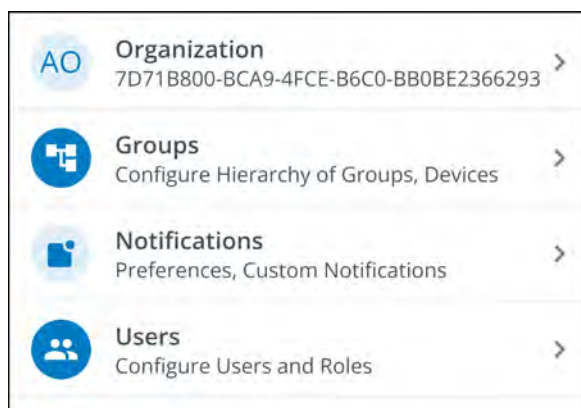 AO
Organization
7D71B800-BCA9-4FCE-B6C0-BB0BE2366293
Groups
Configure Hierarchy of Groups, Devices
Notifications
Preferences, Custom Notifications
Users
Configure Users and Roles